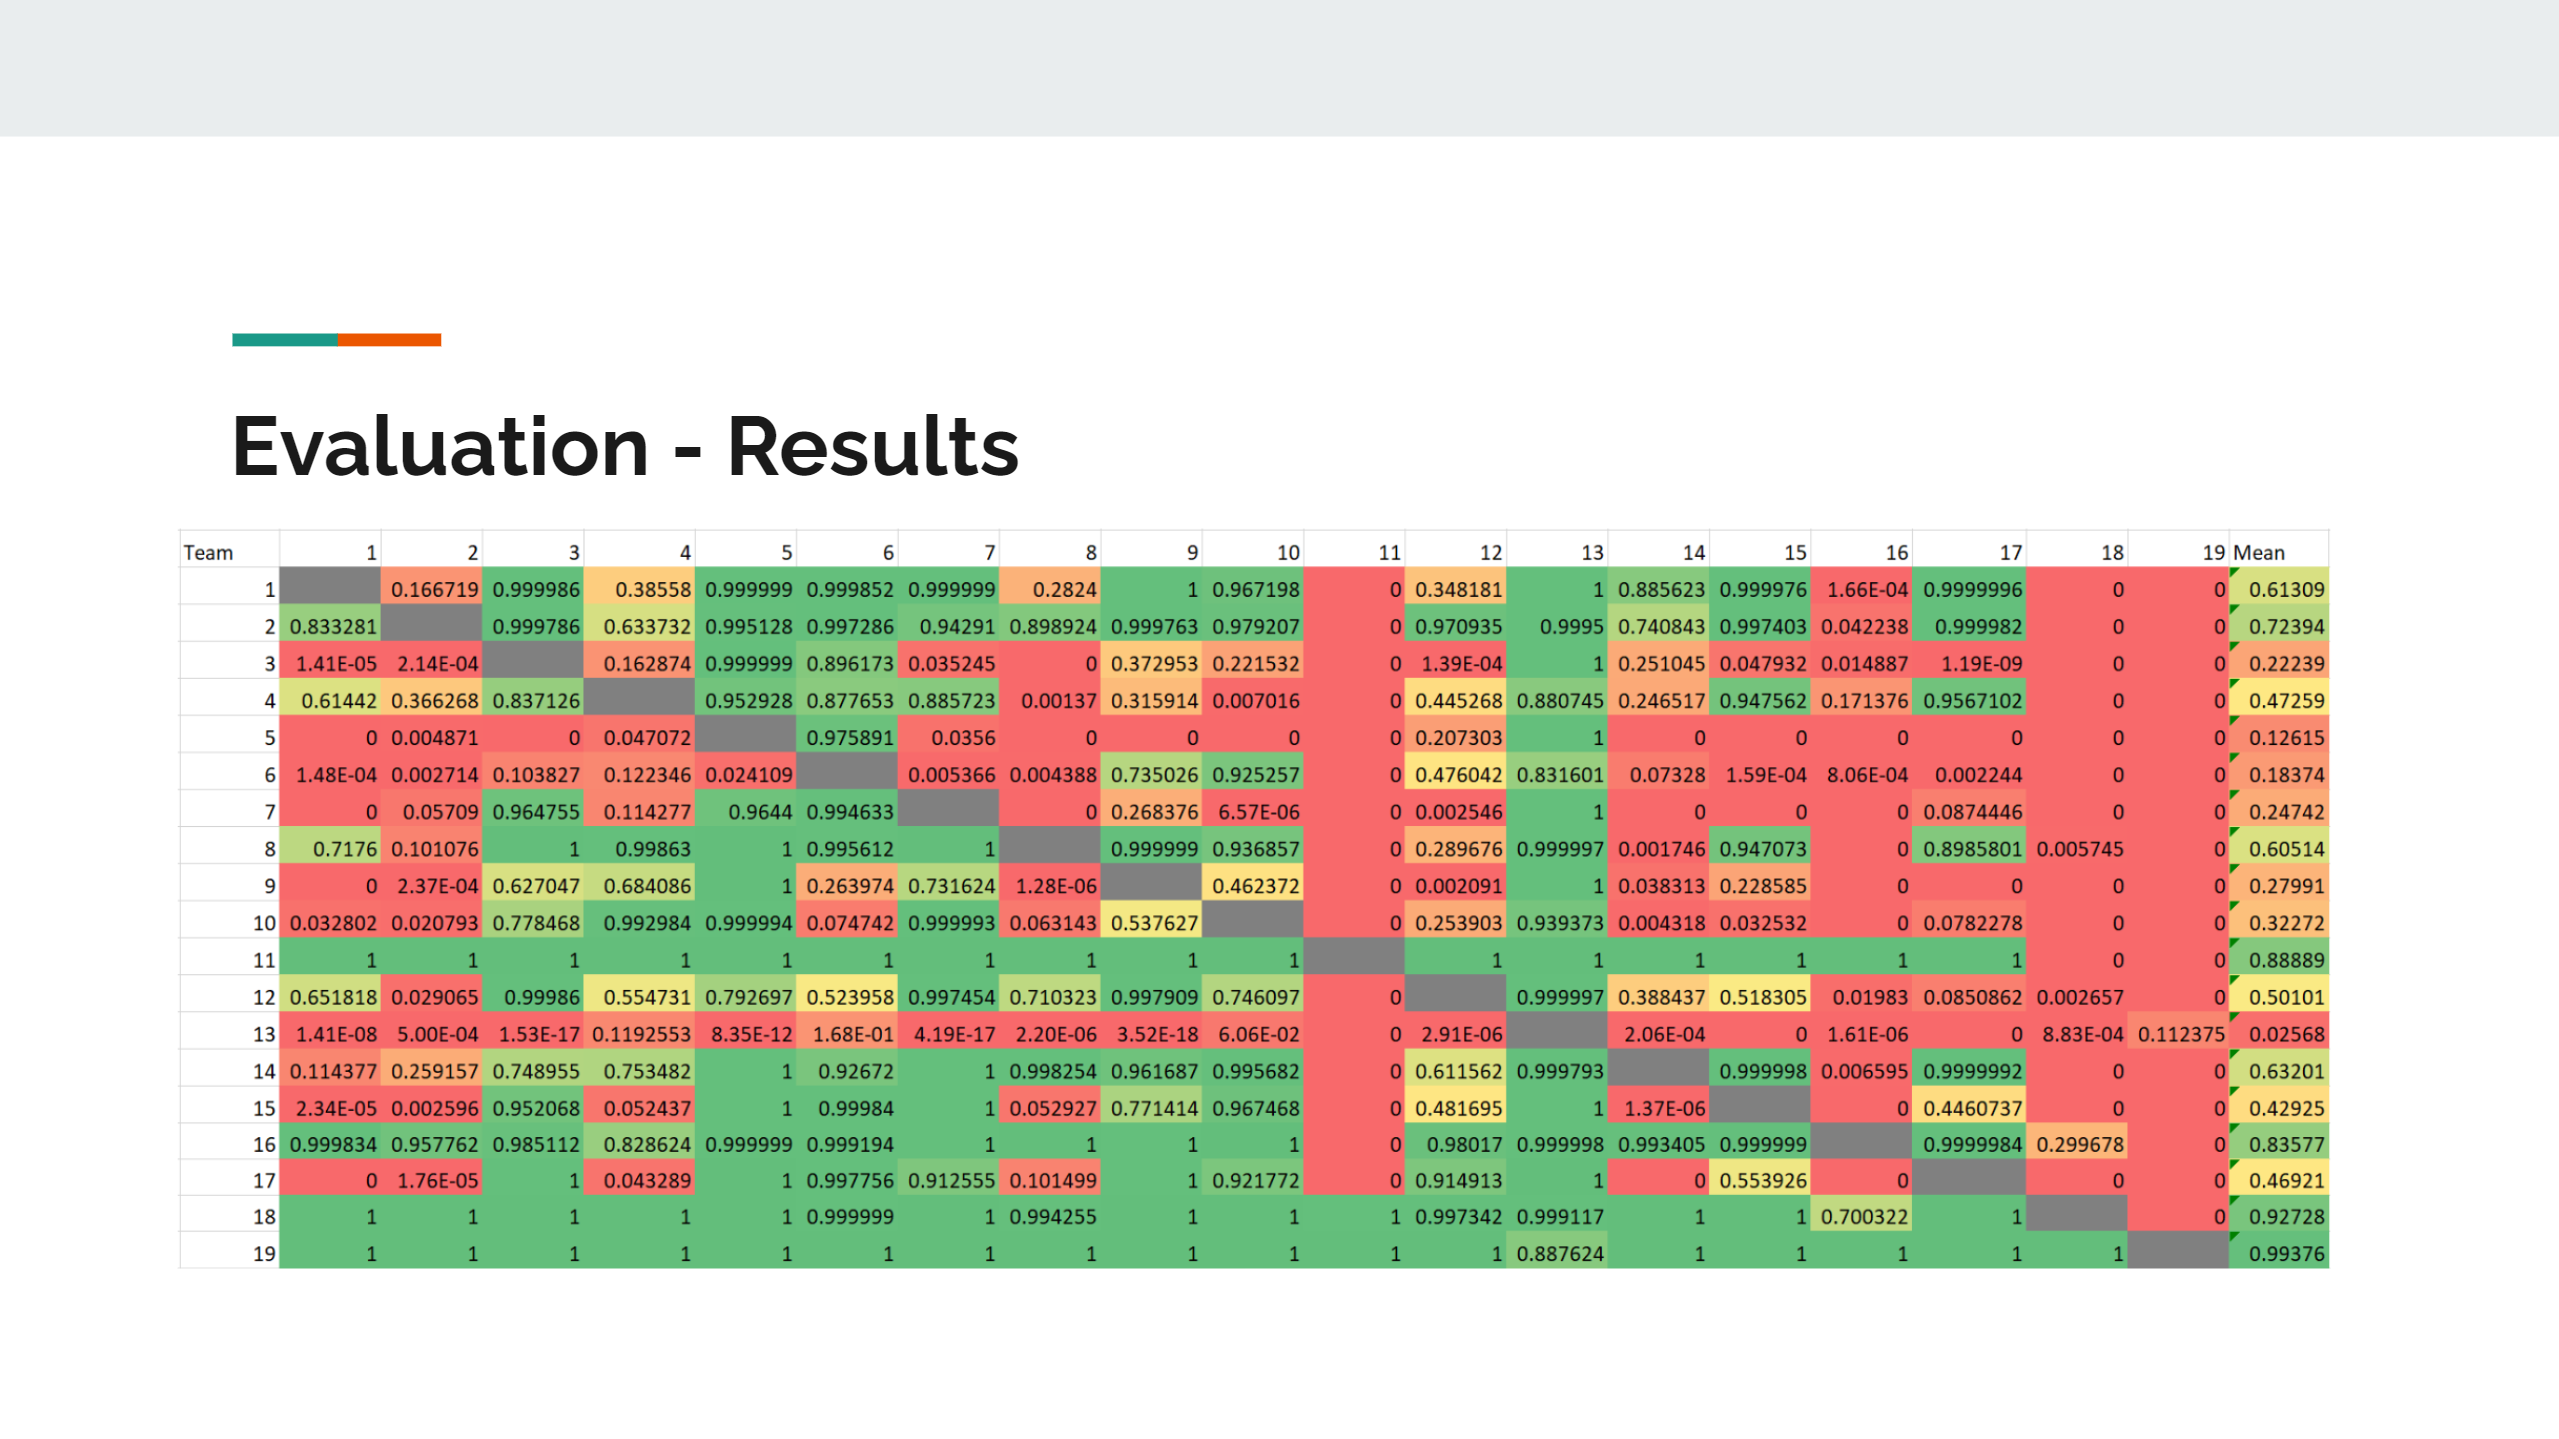 Evaluation - Results
Team 1 2 3 4 5 6 7 8 9 10 11 12 13 14 15 16 17 18 19 Mean
1 0.166719 0.999986 0.38558 0.999999 0.999852 0.999999 0.2824 1 0.967198 0 0.348181 1 0.885623 0.999976 1.66E-04 0.9999996 0 0 0.61309
2 0.833281 0.999786 0.633732 0.995128 0.997286 0.94291 0.898924 0.999763 0.979207 0 0.970935 0.9995 0.740843 0.997403 0.042238 0.999982 0 0 0.72394
3 1.41E-05 2.14E-04 0.162874 0.999999 0.896173 0.035245 0 0.372953 0.221532 0 1.39E-04 1 0.251045 0.047932 0.014887 1.19E-09 0 0 0.22239
4 0.61442 0.366268 0.837126 0.952928 0.877653 0.885723 0.00137 0.315914 0.007016 0 0.445268 0.880745 0.246517 0.947562 0.171376 0.9567102 0 0 0.47259
5 0 0.004871 0 0.047072 0.975891 0.0356 0 0 0 0 0.207303 1 0 0 0 0 0 0 0.12615
6 1.48E-04 0.002714 0.103827 0.122346 0.024109 0.005366 0.004388 0.735026 0.925257 0 0.476042 0.831601 0.07328 1.59E-04 8.06E-04 0.002244 0 0 0.18374
7 0 0.05709 0.964755 0.114277 0.9644 0.994633 0 0.268376 6.57E-06 0 0.002546 1 0 0 0 0.0874446 0 0 0.24742
8 0.7176 0.101076 1 0.99863 1 0.995612 1 0.999999 0.936857 0 0.289676 0.999997 0.001746 0.947073 0 0.8985801 0.005745 0 0.60514
9 0 2.37E-04 0.627047 0.684086 1 0.263974 0.731624 1.28E-06 0.462372 0 0.002091 1 0.038313 0.228585 0 0 0 0 0.27991
10 0.032802 0.020793 0.778468 0.992984 0.999994 0.074742 0.999993 0.063143 0.537627 0 0.253903 0.939373 0.004318 0.032532 0 0.0782278 0 0 0.32272
11 1 1 1 1 1 1 1 1 1 1 1 1 1 1 1 1 0 0 0.88889
12 0.651818 0.029065 0.99986 0.554731 0.792697 0.523958 0.997454 0.710323 0.997909 0.746097 0 0.999997 0.388437 0.518305 0.01983 0.0850862 0.002657 0 0.50101
13 1.41E-08 5.00E-04 1.53E-17 0.1192553 8.35E-12 1.68E-01 4.19E-17 2.20E-06 3.52E-18 6.06E-02 0 2.91E-06 2.06E-04 0 1.61E-06 0 8.83E-04 0.112375 0.02568
14 0.114377 0.259157 0.748955 0.753482 1 0.92672 1 0.998254 0.961687 0.995682 0 0.611562 0.999793 0.999998 0.006595 0.9999992 0 0 0.63201
15 2.34E-05 0.002596 0.952068 0.052437 1 0.99984 1 0.052927 0.771414 0.967468 0 0.481695 1 1.37E-06 0 0.4460737 0 0 0.42925
16 0.999834 0.957762 0.985112 0.828624 0.999999 0.999194 1 1 1 1 0 0.98017 0.999998 0.993405 0.999999 0.9999984 0.299678 0 0.83577
17 0 1.76E-05 1 0.043289 1 0.997756 0.912555 0.101499 1 0.921772 0 0.914913 1 0 0.553926 0 0 0 0.46921
18 1 1 1 1 1 0.999999 1 0.994255 1 1 1 0.997342 0.999117 1 1 0.700322 1 0 0.92728
19 1 1 1 1 1 1 1 1 1 1 1 1 0.887624 1 1 1 1 1 0.99376